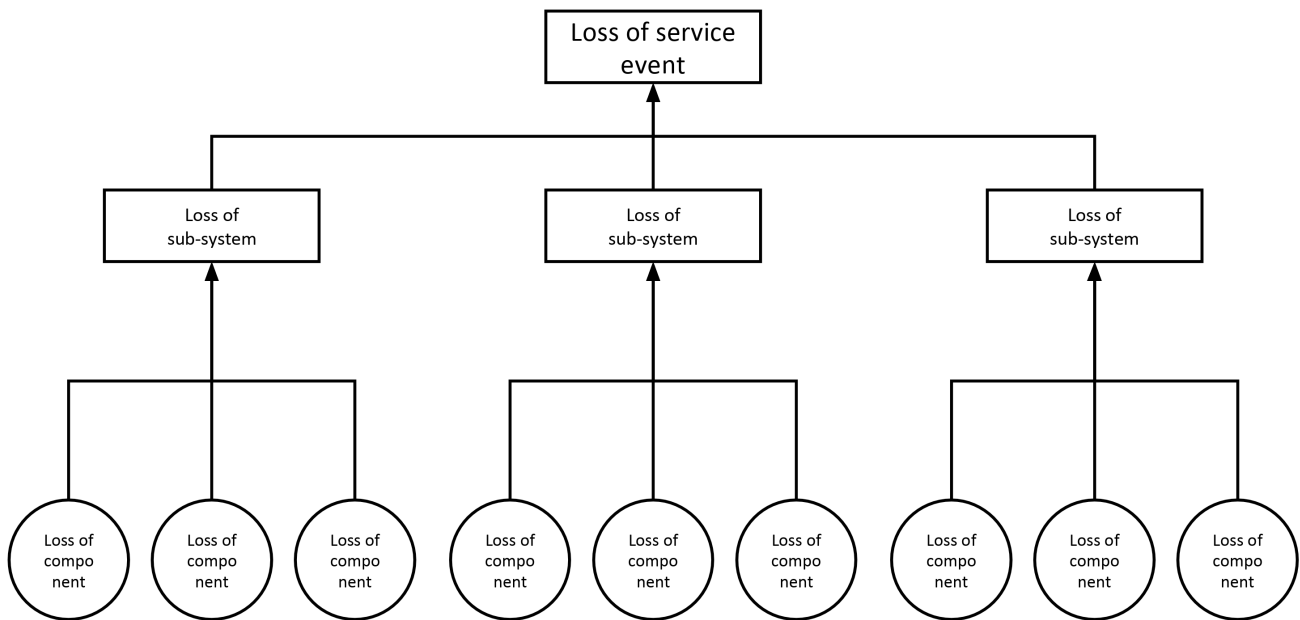 Loss of service
event
Loss of
sub-system
Loss of
sub-system
Loss of
sub-system
Loss of
compo
nent
Loss of
compo
nent
Loss of
compo
nent
Loss of
compo
nent
Loss of
compo
nent
Loss of
compo
nent
Loss of
compo
nent
Loss of
compo
nent
Loss of
compo
nent